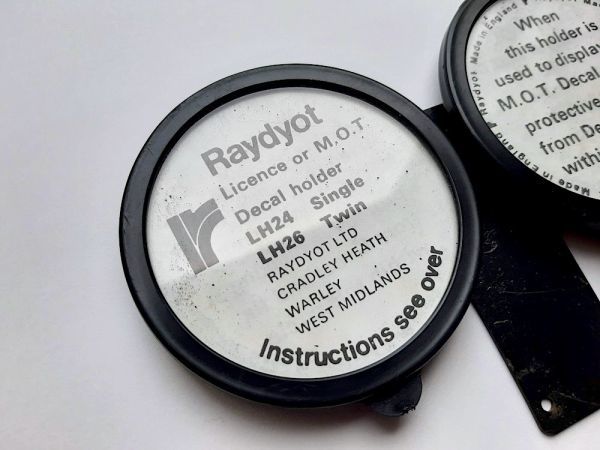 Raydyot
Licence or M.O.T
Decal holder
LH24 Single
LH26 Twin
RAYDYOT LTD
CRADLEY HEATH
WARLEY
WEST MIDLANDS
Instructions see over
r
When
this holder is
used to display
M.O.T. Decal
protective
from De
within
Raydyot Made in England
Made in England